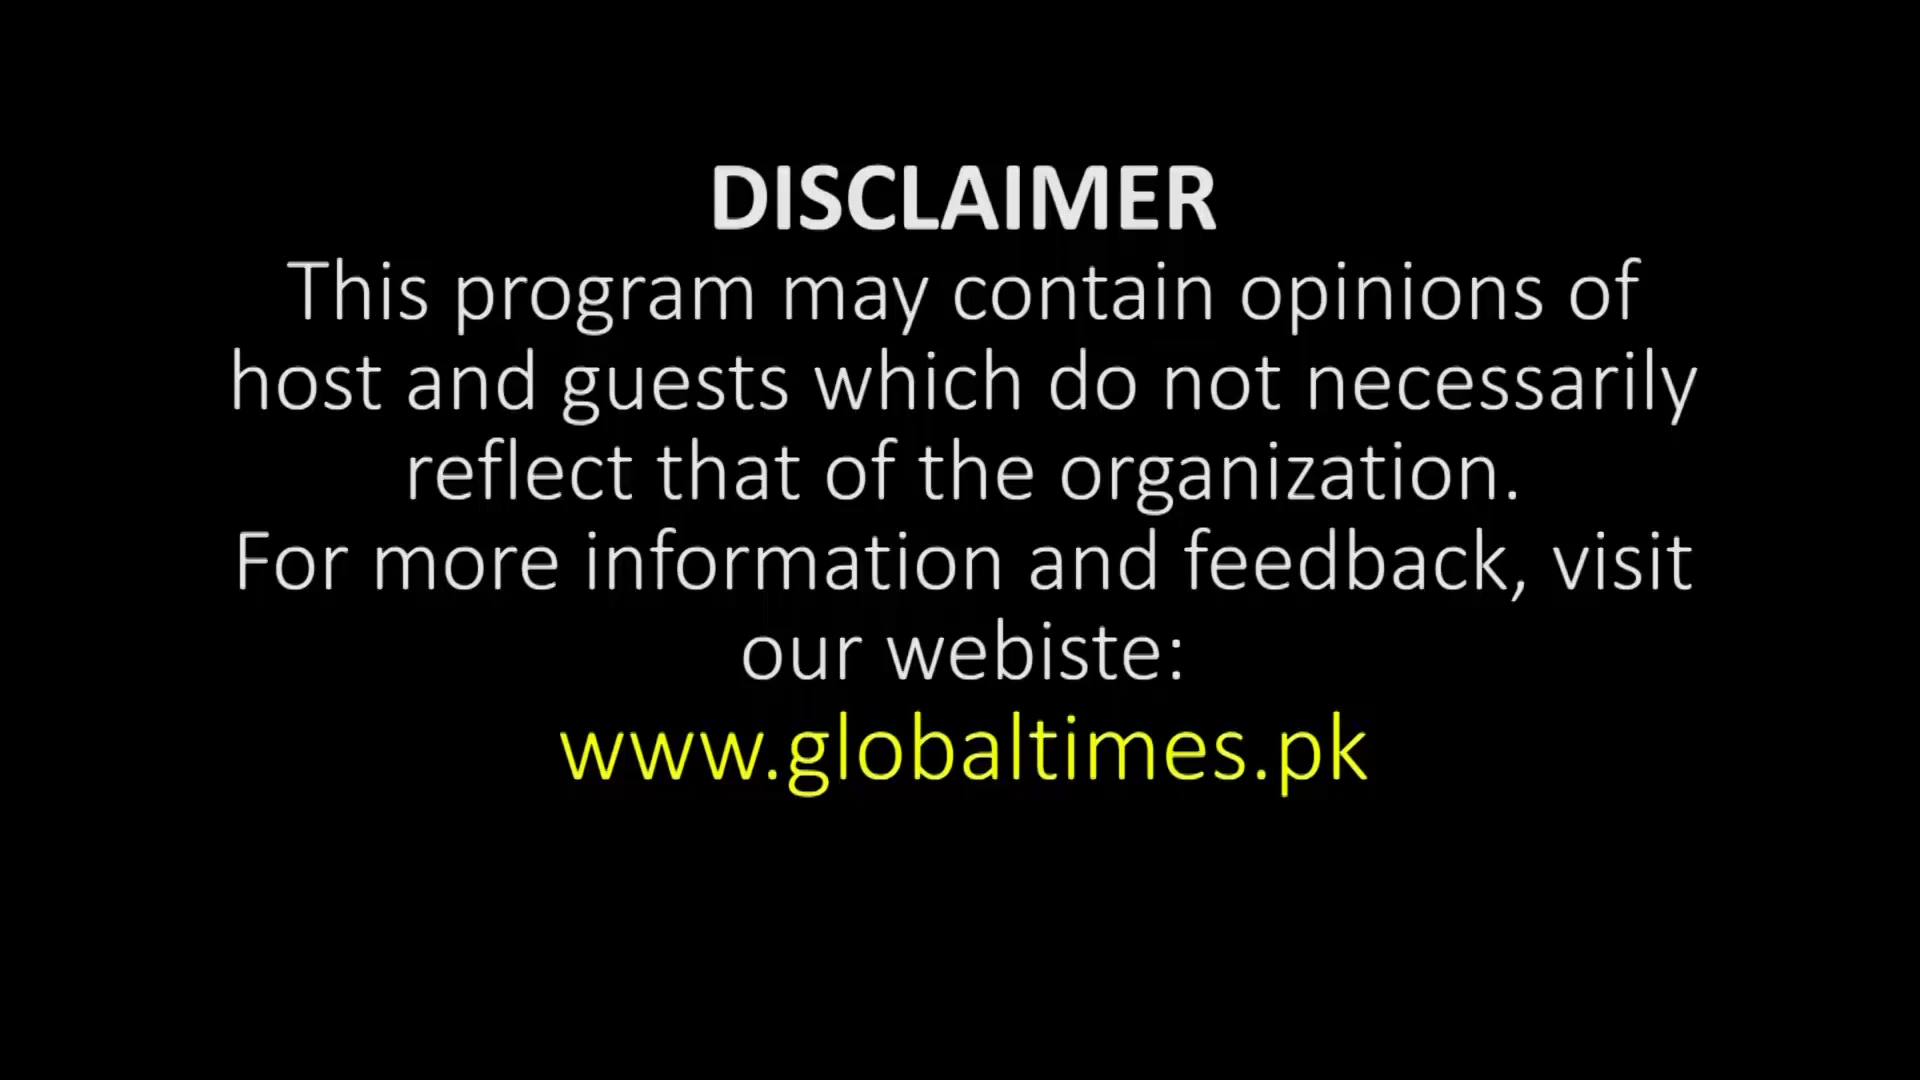 DISCLAIMER
This program may contain opinions of
host and guests which do not necessarily
reflect that of the organization.
For more information and feedback, visit
our webiste:
www.globaltimes.pk